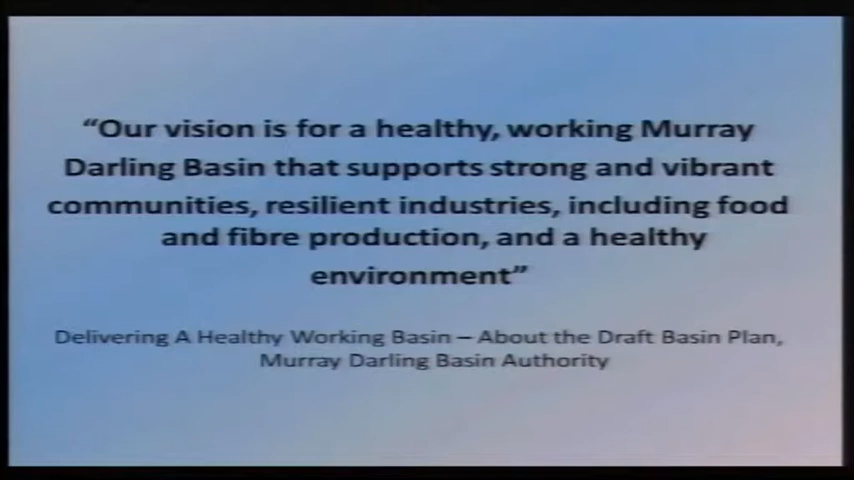 “Our vision is for a healthy, working Murray
Darling Basin that supports strong and vibrant
communities, resilient industries, including food
and fibre production, and a healthy
environment”
Delivering A Healthy Working Basin – About the Draft Basin Plan,
Murray Darling Basin Authority